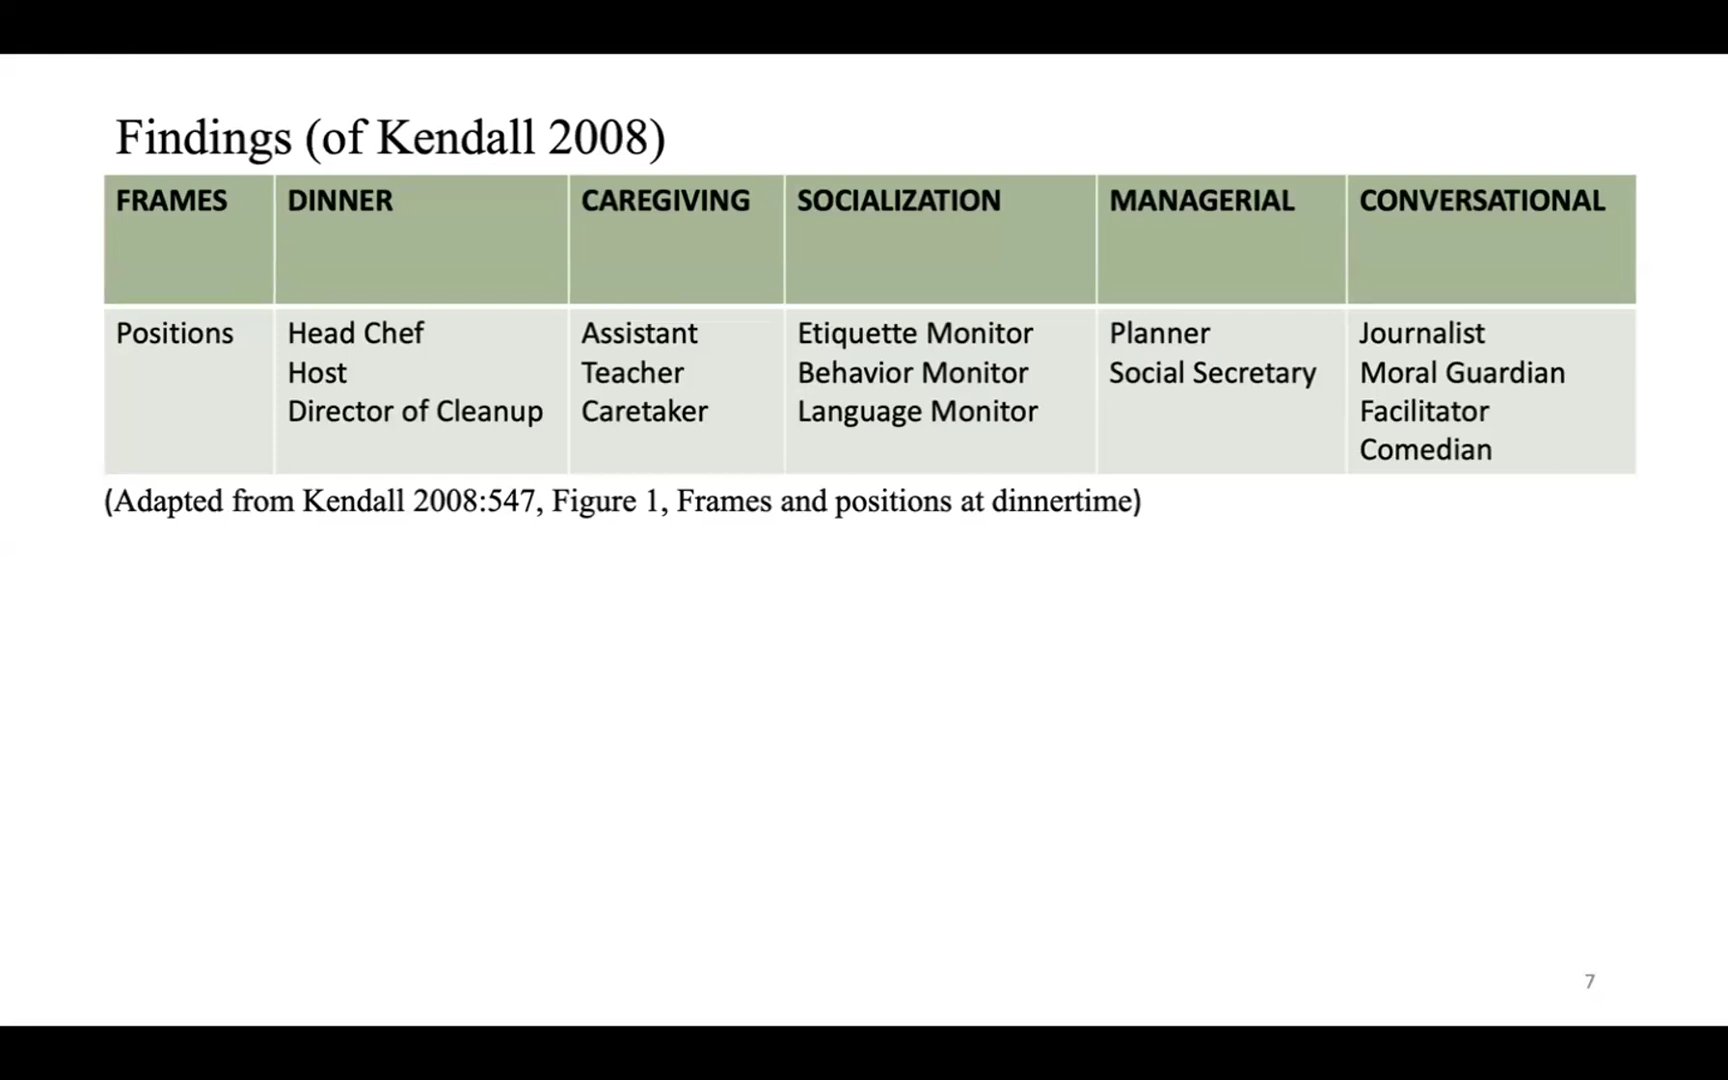 Findings (of Kendall 2008)
FRAMES DINNER CAREGIVING SOCIALIZATION MANAGERIAL CONVERSATIONAL
Positions Head Chef Assistant Etiquette Monitor Planner Journalist
Host Teacher Behavior Monitor Social Secretary Moral Guardian
Director of Cleanup Caretaker Language Monitor Facilitator
Comedian
(Adapted from Kendall 2008:547, Figure 1, Frames and positions at dinnertime)
7